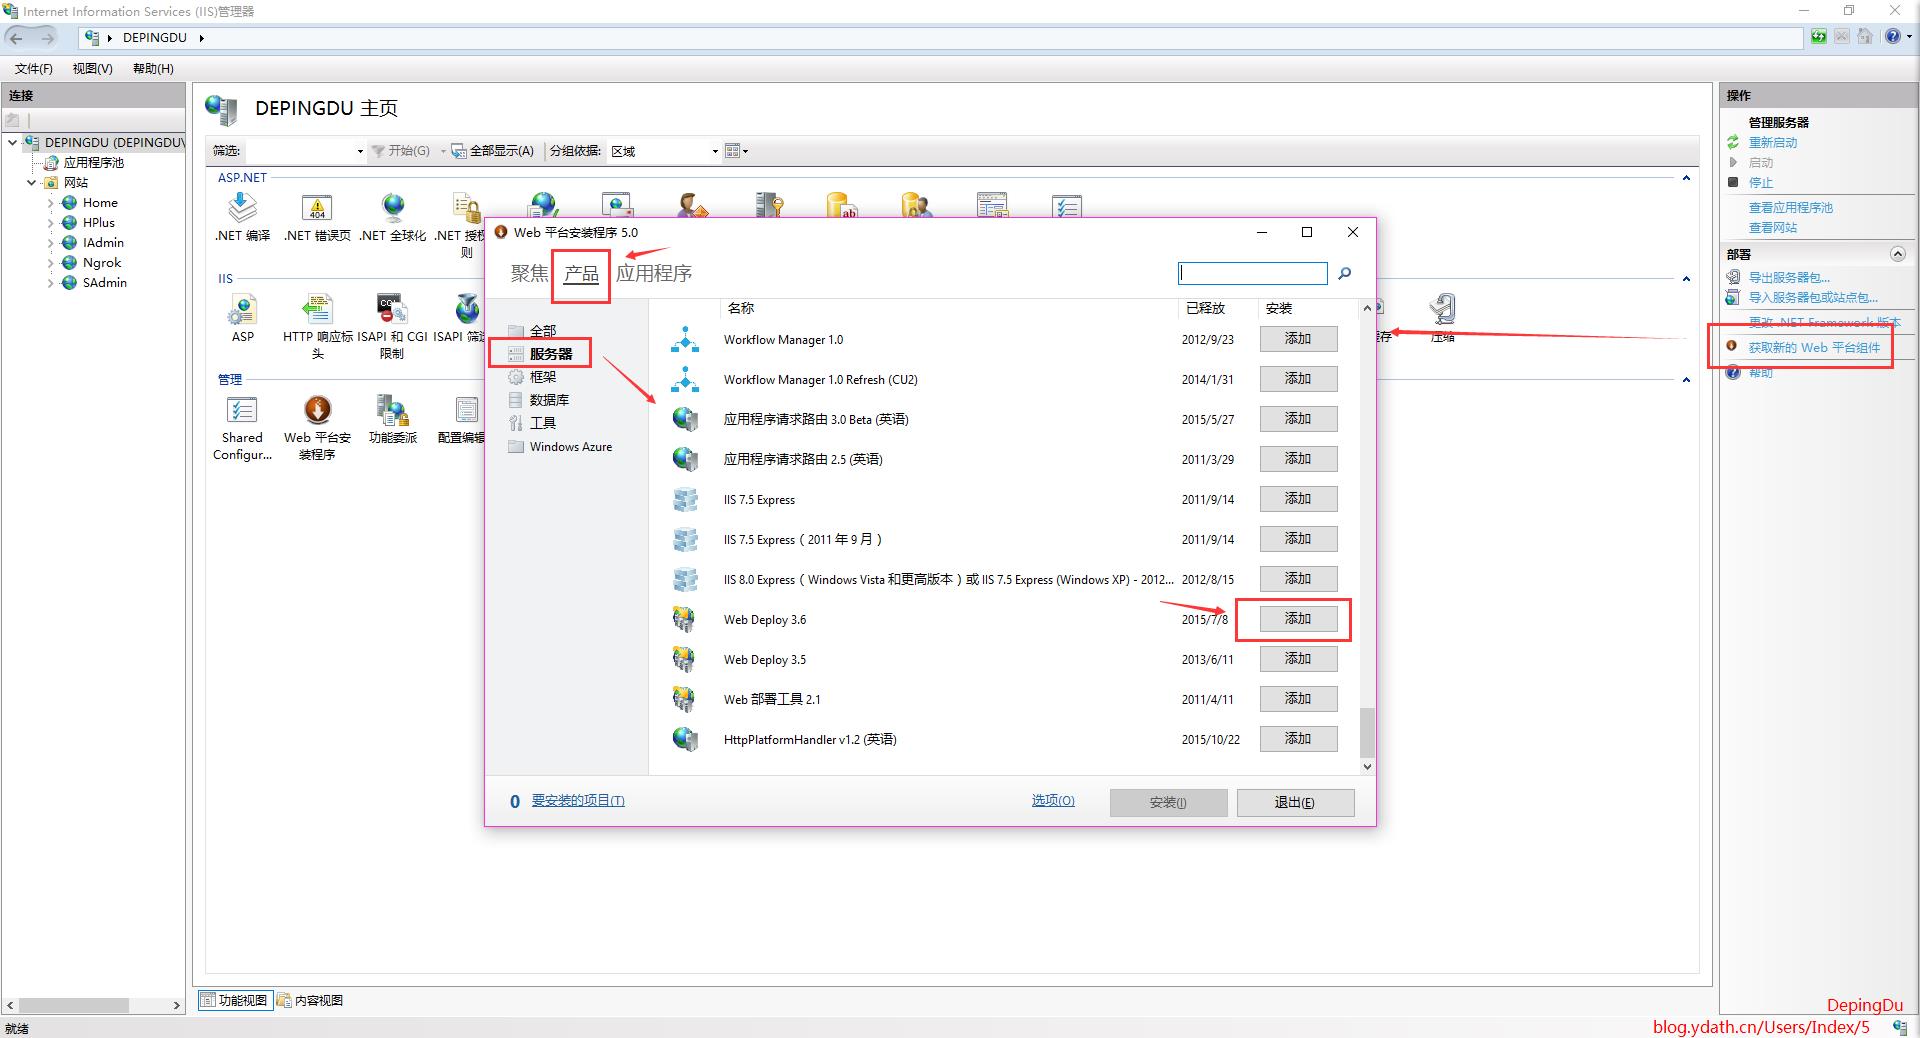 Internet Information Services (IIS)管理器
DEPINGDU
文件(F) 视图(V) 帮助(H)
连接
DEPINGDU (DEPINGDU\
应用程序池
网站
Home
HPlus
IAdmin
Ngrok
SAdmin
DEPINGDU 主页
筛选: 开始(G) 全部显示(A) 分组依据: 区域
ASP.NET
.NET 编译
.NET 错误页
.NET 全球化
.NET 授权规则
IIS
ASP
HTTP 响应标头
ISAPI 和 CGI 限制
ISAPI 筛选
压缩
管理
Shared Configur...
Web 平台安装程序
功能委派
配置编辑
Web 平台安装程序 5.0
聚焦 产品 应用程序
全部
服务器
框架
数据库
工具
Windows Azure
名称 已释放 安装
Workflow Manager 1.0 2012/9/23 添加
Workflow Manager 1.0 Refresh (CU2) 2014/1/31 添加
应用程序请求路由 3.0 Beta (英语) 2015/5/27 添加
应用程序请求路由 2.5 (英语) 2011/3/29 添加
IIS 7.5 Express 2011/9/14 添加
IIS 7.5 Express（2011 年 9 月） 2011/9/14 添加
IIS 8.0 Express（Windows Vista 和更高版本）或 IIS 7.5 Express (Windows XP) - 2012... 2012/8/15 添加
Web Deploy 3.6 2015/7/8 添加
Web Deploy 3.5 2013/6/11 添加
Web 部署工具 2.1 2011/4/11 添加
HttpPlatformHandler v1.2 (英语) 2015/10/22 添加
0 要安装的项目(T) 选项(O) 安装(I) 退出(E)
操作
管理服务器
重新启动
启动
停止
查看应用程序池
查看网站
部署
导出服务器包...
导入服务器包或站点包...
更改 .NET Framework 版本
获取新的 Web 平台组件
帮助
功能视图 内容视图
就绪
DepingDu
blog.ydath.cn/Users/Index/5